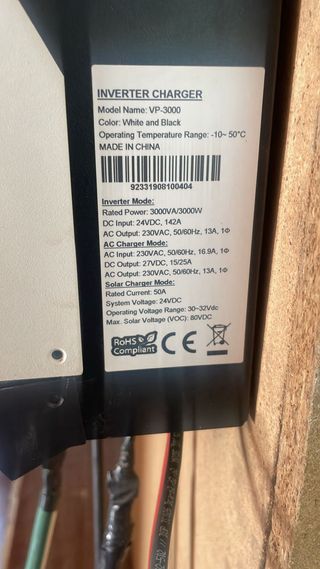 INVERTER CHARGER
Model Name: VP-3000
Color: White and Black
Operating Temperature Range: -10~ 50°C
MADE IN CHINA
92331908100404
Inverter Mode:
Rated Power: 3000VA/3000W
DC Input: 24VDC, 142A
AC Output: 230VAC, 50/60Hz, 13A, 1Φ
AC Charger Mode:
AC Input: 230VAC, 50/60Hz, 16.9A, 1Φ
DC Output: 27VDC, 15/25A
AC Output: 230VAC, 50/60Hz, 13A, 1Φ
Solar Charger Mode:
Rated Current: 50A
System Voltage: 24VDC
Operating Voltage Range: 30~32Vdc
Max. Solar Voltage (VOC): 80VDC
RoHS
Compliant
CE